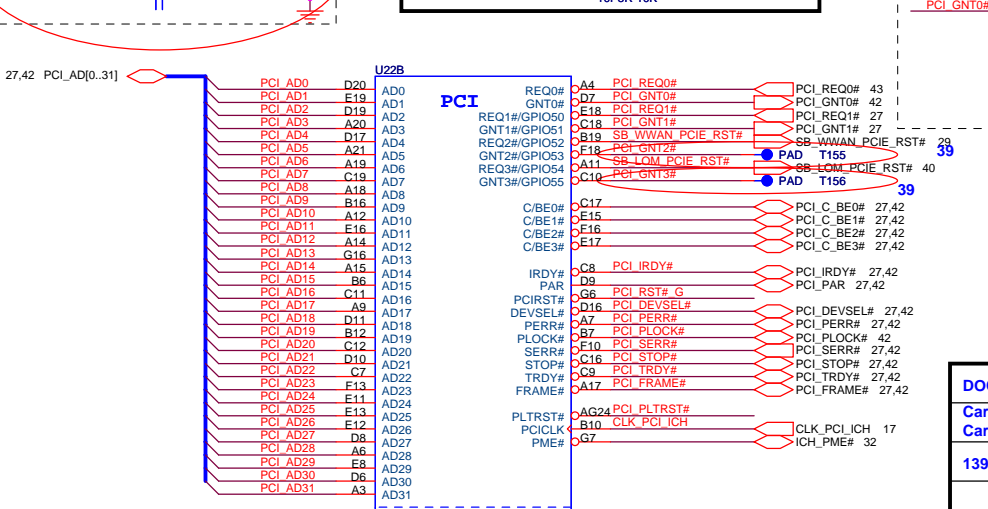 PCI_GNT0#
27,42 PCI_AD[0..31]
U22B
PCI
PCI_AD0 D20 AD0
PCI_AD1 E19 AD1
PCI_AD2 D19 AD2
PCI_AD3 A20 AD3
PCI_AD4 D17 AD4
PCI_AD5 A21 AD5
PCI_AD6 A19 AD6
PCI_AD7 C19 AD7
PCI_AD8 A18 AD8
PCI_AD9 B16 AD9
PCI_AD10 A12 AD10
PCI_AD11 E16 AD11
PCI_AD12 A14 AD12
PCI_AD13 G16 AD13
PCI_AD14 A15 AD14
PCI_AD15 B6 AD15
PCI_AD16 C11 AD16
PCI_AD17 A9 AD17
PCI_AD18 D11 AD18
PCI_AD19 B12 AD19
PCI_AD20 C12 AD20
PCI_AD21 D10 AD21
PCI_AD22 C7 AD22
PCI_AD23 F13 AD23
PCI_AD24 E11 AD24
PCI_AD25 E13 AD25
PCI_AD26 E12 AD26
PCI_AD27 D8 AD27
PCI_AD28 A6 AD28
PCI_AD29 E8 AD29
PCI_AD30 D6 AD30
PCI_AD31 A3 AD31
REQ0# A4 PCI_REQ0# PCI_REQ0# 43
GNT0# D7 PCI_GNT0# PCI_GNT0# 42
REQ1#/GPIO50 E18 PCI_REQ1# PCI_REQ1# 27
GNT1#/GPIO51 C18 PCI_GNT1# PCI_GNT1# 27
REQ2#/GPIO52 B19 SB_WWAN_PCIE_RST# SB_WWAN_PCIE_RST# 29
GNT2#/GPIO53 F18 PCI_GNT2# PAD T155 39
REQ3#/GPIO54 A11 SB_LOM_PCIE_RST# SB_LOM_PCIE_RST# 40
GNT3#/GPIO55 C10 PCI_GNT3# PAD T156 39
C/BE0# C17 PCI_C_BE0# 27,42
C/BE1# E15 PCI_C_BE1# 27,42
C/BE2# F16 PCI_C_BE2# 27,42
C/BE3# E17 PCI_C_BE3# 27,42
IRDY# C8 PCI_IRDY# PCI_IRDY# 27,42
PAR D9 PCI_PAR 27,42
PCIRST# G6 PCI_RST#_G
DEVSEL# D16 PCI_DEVSEL# PCI_DEVSEL# 27,42
PERR# A7 PCI_PERR# PCI_PERR# 27,42
PLOCK# B7 PCI_PLOCK# PCI_PLOCK# 42
SERR# F10 PCI_SERR# PCI_SERR# 27,42
STOP# C16 PCI_STOP# PCI_STOP# 27,42
TRDY# C9 PCI_TRDY# PCI_TRDY# 27,42
FRAME# A17 PCI_FRAME# PCI_FRAME# 27,42
PLTRST# AG24 PCI_PLTRST#
PCICLK B10 CLK_PCI_ICH CLK_PCI_ICH 17
PME# G7 ICH_PME# 32
DO
Car
Car
139